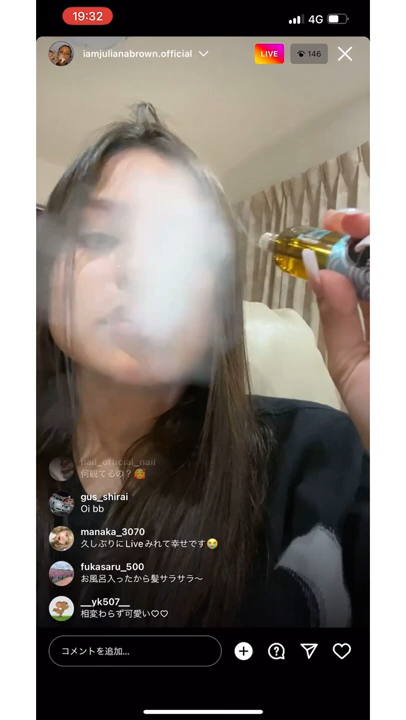 19:32
4G
iamjulianabrown.official
LIVE
146
nail_official_nail
何観てるの？🥰
gus_shirai
Oi bb
manaka_3070
久しぶりにLiveみれて幸せです😭
fukasaru_500
お風呂入ったから髪サラサラ〜
__yk507__
相変わらず可愛い♡♡
コメントを追加...